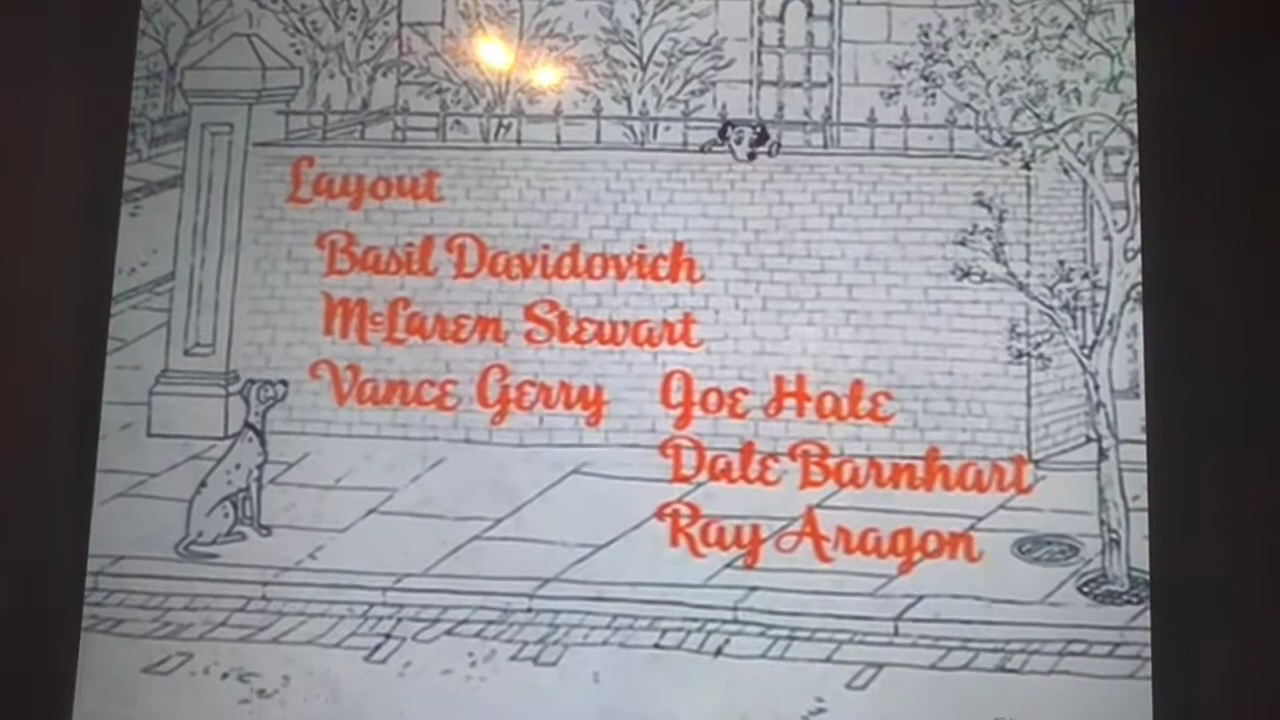 Layout
Basil Davidovich
McLaren Stewart
Vance Gerry Joe Hale
Dale Barnhart
Ray Aragon